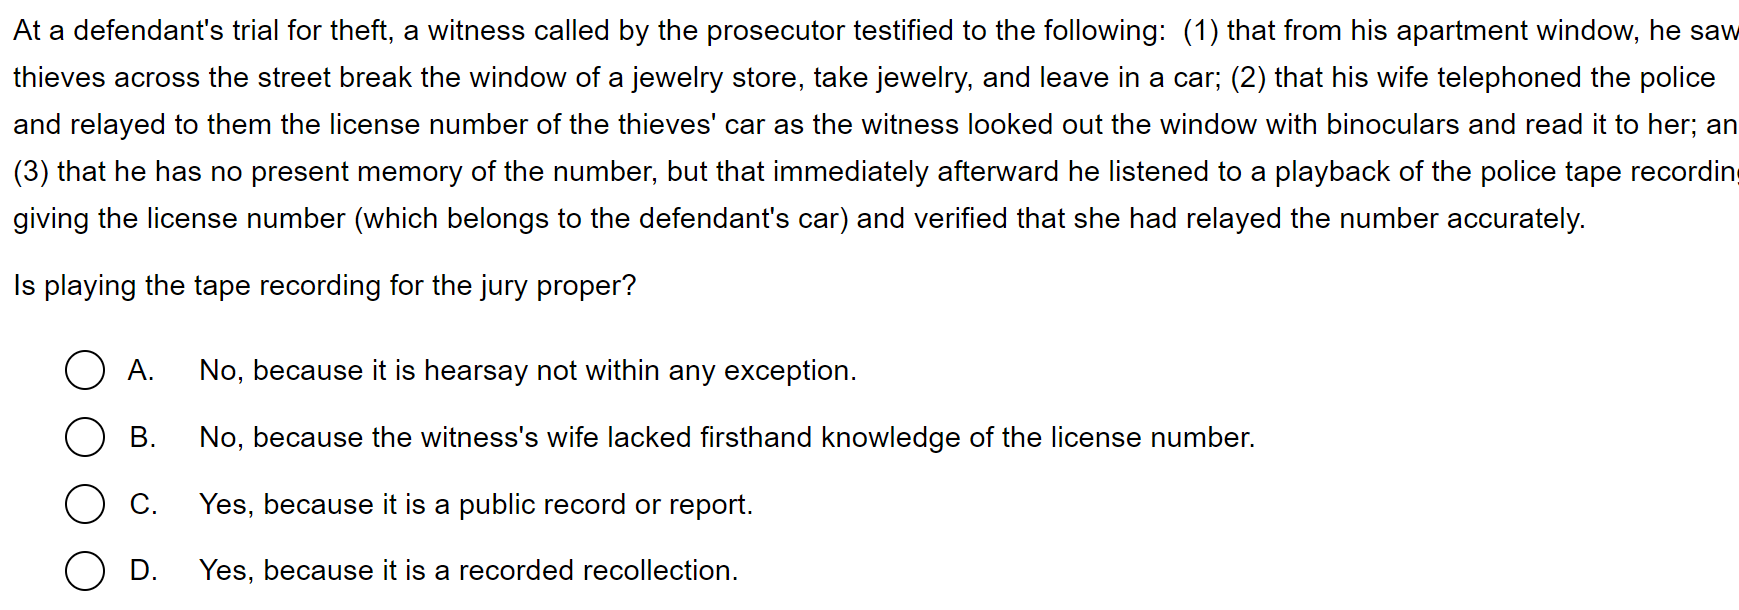 At a defendant's trial for theft, a witness called by the prosecutor testified to the following:  (1) that from his apartment window, he saw
thieves across the street break the window of a jewelry store, take jewelry, and leave in a car; (2) that his wife telephoned the police
and relayed to them the license number of the thieves' car as the witness looked out the window with binoculars and read it to her; an
(3) that he has no present memory of the number, but that immediately afterward he listened to a playback of the police tape recordin
giving the license number (which belongs to the defendant's car) and verified that she had relayed the number accurately.
Is playing the tape recording for the jury proper?
A. No, because it is hearsay not within any exception.
B. No, because the witness's wife lacked firsthand knowledge of the license number.
C. Yes, because it is a public record or report.
D. Yes, because it is a recorded recollection.